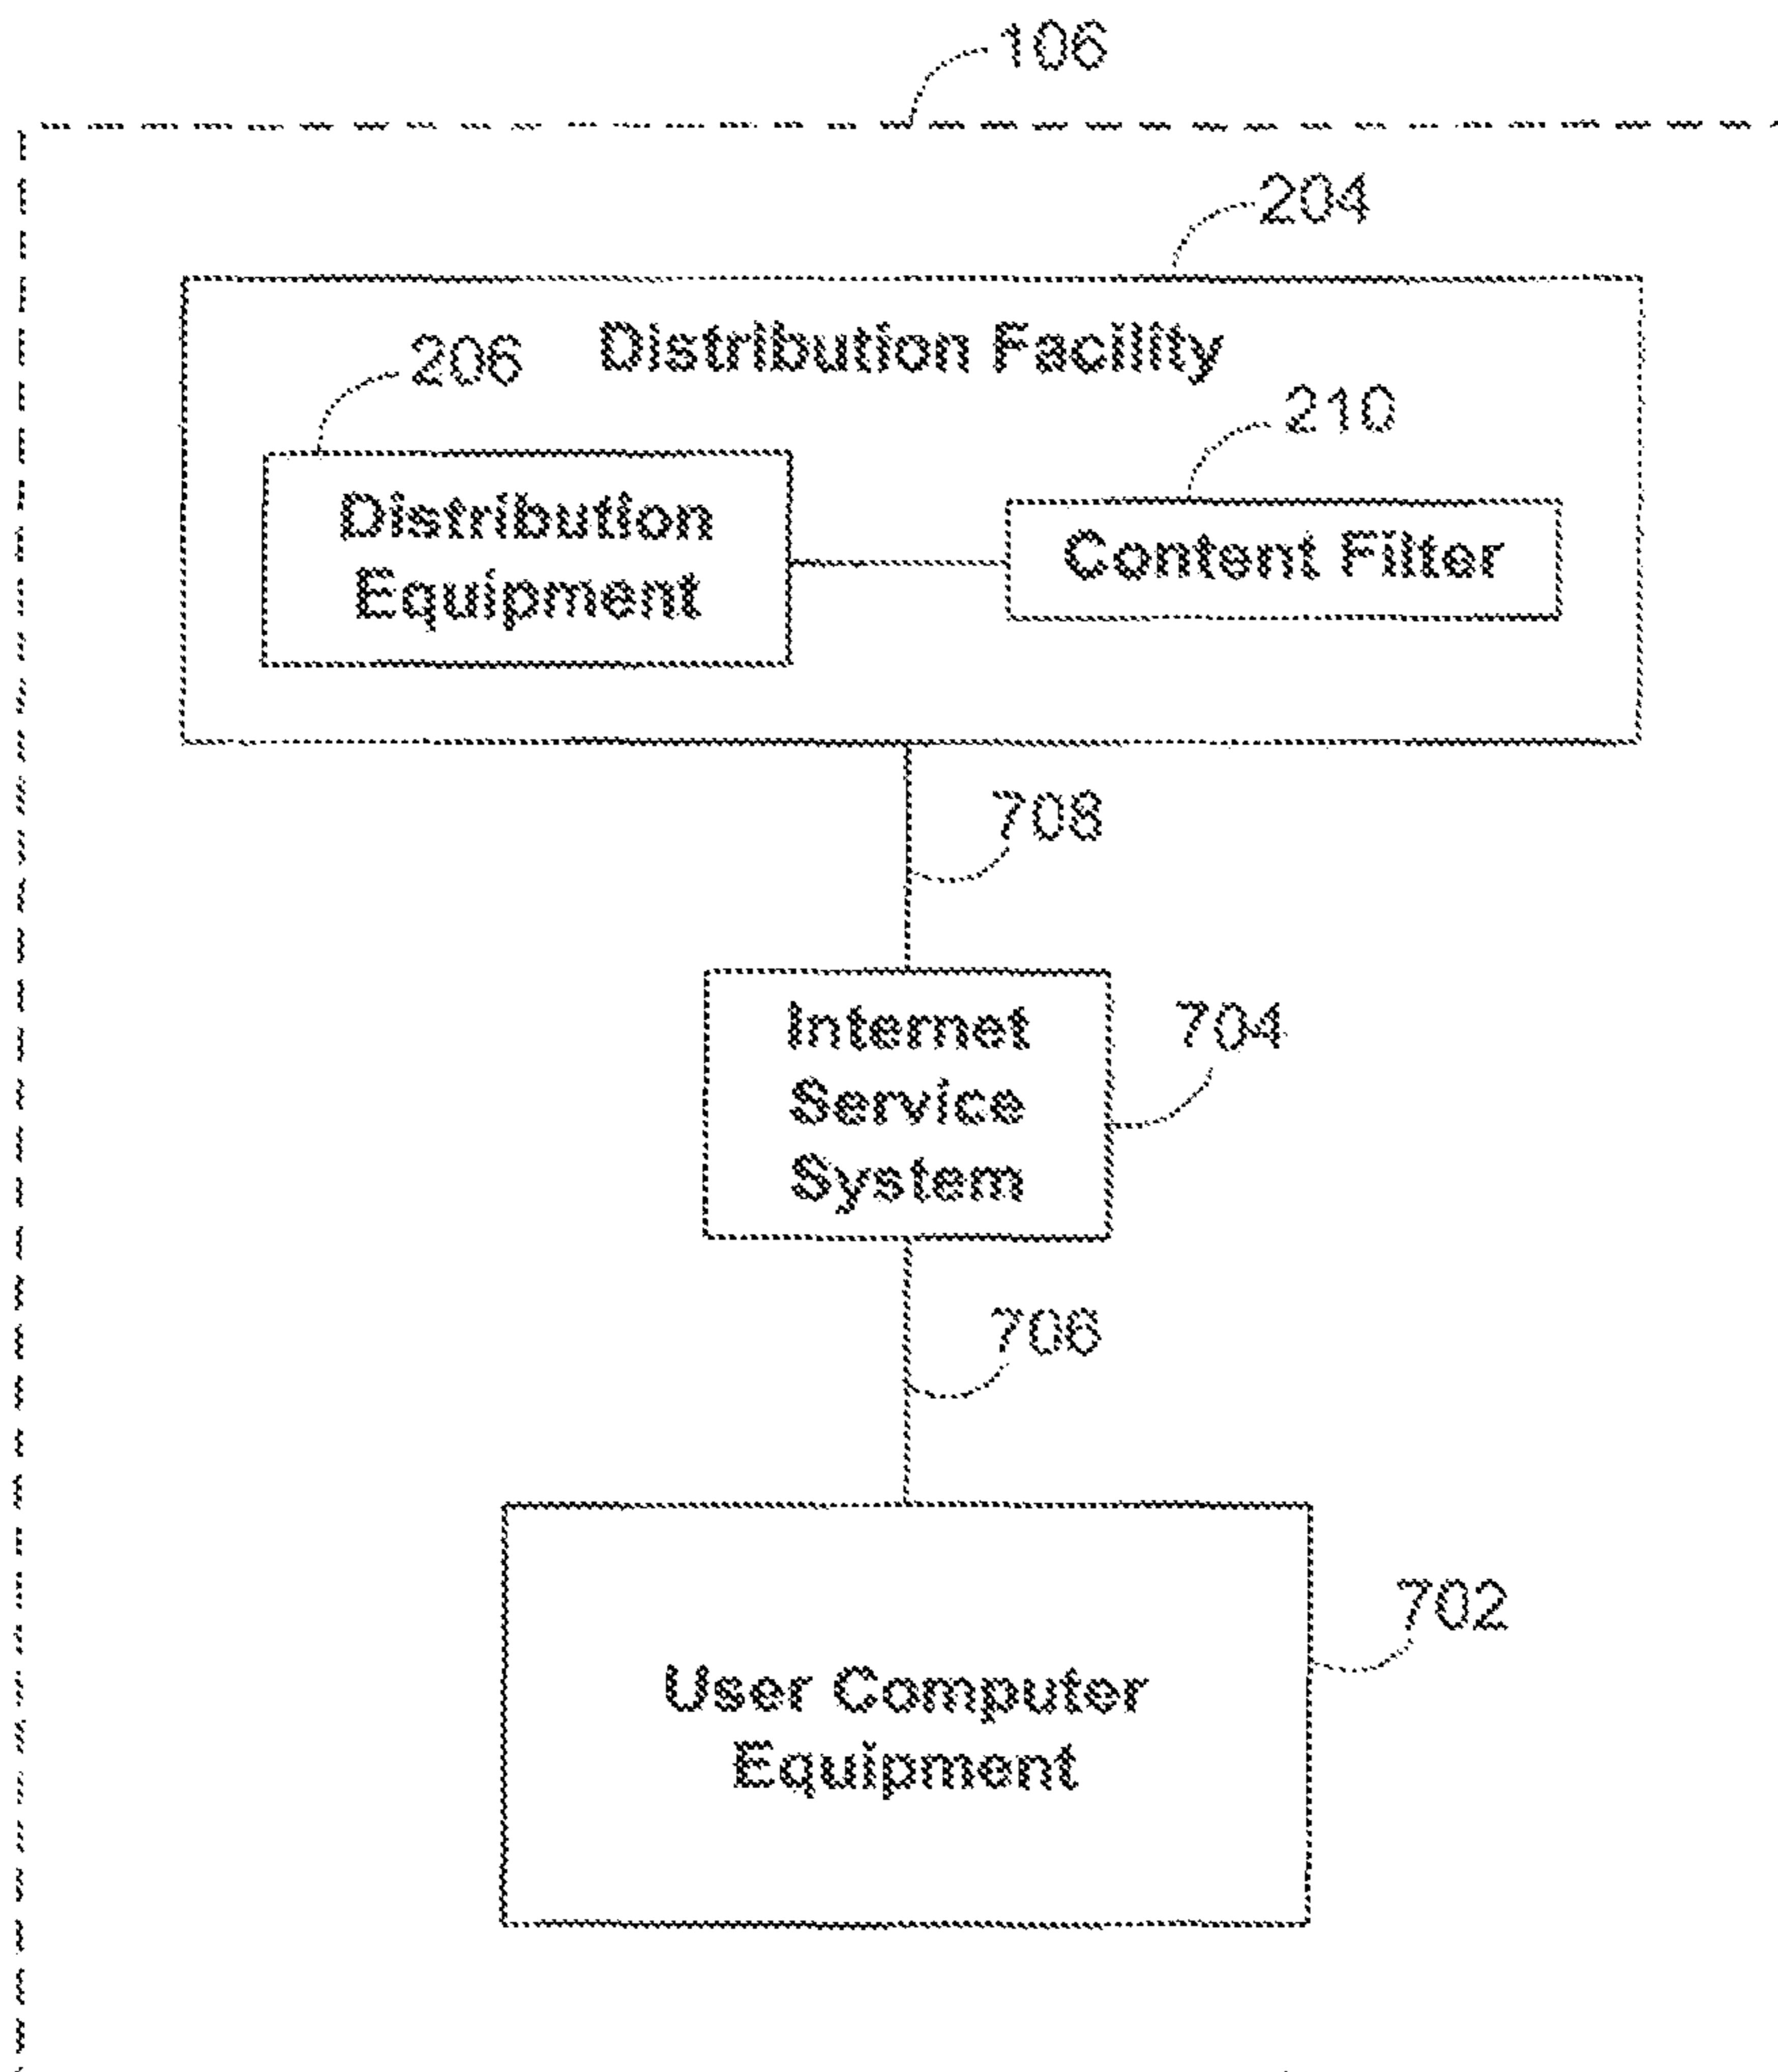 106
204
Distribution Facility
206
210
Distribution
Equipment
Content Filter
708
Internet
Service
System
704
706
702
User Computer
Equipment